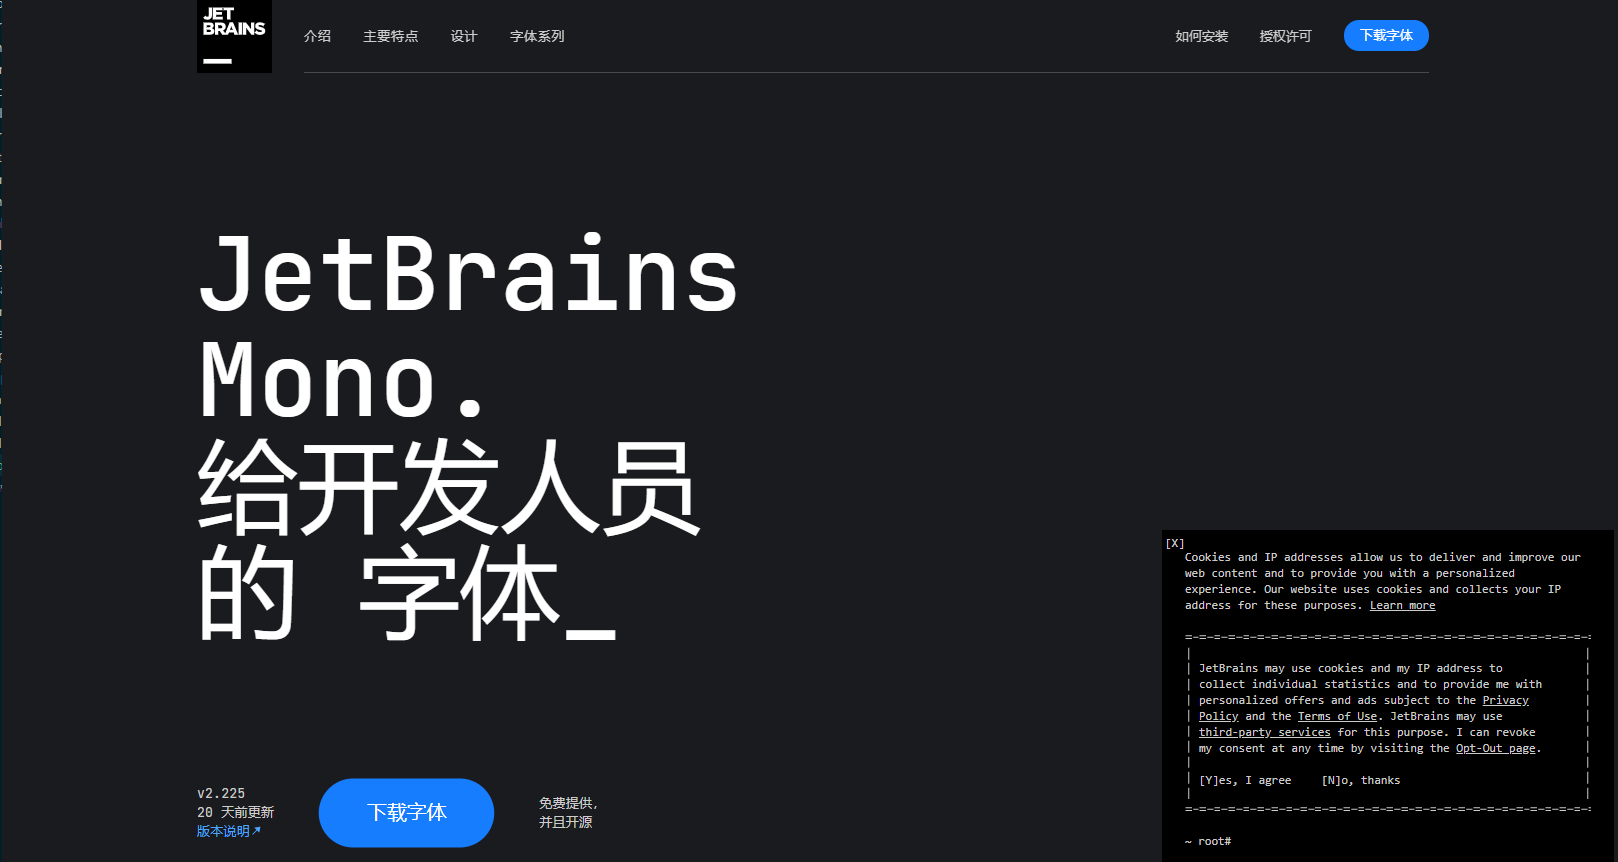 JET
BRAINS
介绍 主要特点 设计 字体系列 如何安装 授权许可 下载字体
JetBrains
Mono.
给开发人员
的 字体_
v2.225
20 天前更新
版本说明↗
下载字体
免费提供,
并且开源
[X]
Cookies and IP addresses allow us to deliver and improve our
web content and to provide you with a personalized
experience. Our website uses cookies and collects your IP
address for these purposes. Learn more
JetBrains may use cookies and my IP address to
collect individual statistics and to provide me with
personalized offers and ads subject to the Privacy
Policy and the Terms of Use. JetBrains may use
third-party services for this purpose. I can revoke
my consent at any time by visiting the Opt-Out page.
[Y]es, I agree [N]o, thanks
~ root#